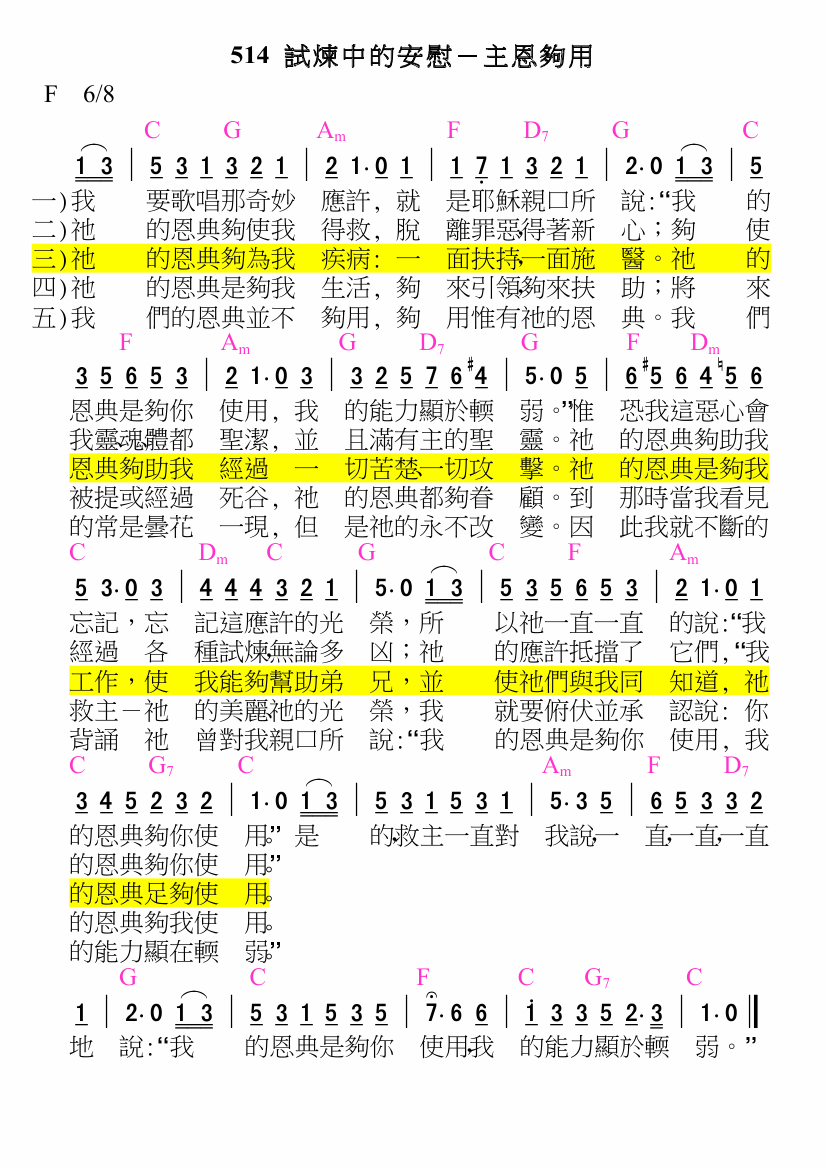 514 試煉中的安慰－主恩夠用
F 6/8
C G Am F D7 G C
1 3 | 5 3 1 3 2 1 | 2 1·0 1 | 1 7 1 3 2 1 | 2·0 1 3 | 5
一)我 要歌唱那奇妙 應許, 就 是耶穌親口所 說:“我 的
二)祂 的恩典夠使我 得救, 脫 離罪惡,得著新 心；夠 使
三)祂 的恩典夠為我 疾病: 一 面扶持,一面施 醫。祂 的
四)祂 的恩典是夠我 生活, 夠 來引領,夠來扶 助；將 來
五)我 們的恩典並不 夠用, 夠 用惟有祂的恩 典。我 們
F Am G D7 G F Dm
3 5 6 5 3 | 2 1·0 3 | 3 2 5 7 6 #4 | 5·0 5 | 6 #5 6 4 ♮5 6
恩典是夠你 使用, 我 的能力顯於輭 弱。”惟 恐我這惡心會
我靈、魂、體都 聖潔, 並 且滿有主的聖 靈。祂 的恩典夠助我
恩典夠助我 經過 一 切苦楚、一切攻 擊。祂 的恩典是夠我
被提或經過 死谷, 祂 的恩典都夠眷 顧。到 那時當我看見
的常是曇花 一現, 但 是祂的永不改 變。因 此我就不斷的
C Dm C G C F Am
5 3·0 3 | 4 4 4 3 2 1 | 5·0 1 3 | 5 3 5 6 5 3 | 2 1·0 1
忘記，忘 記這應許的光 榮，所 以祂一直一直 的說:“我
經過 各 種試煉,無論多 凶；祂 的應許抵擋了 它們, “我
工作，使 我能夠幫助弟 兄，並 使祂們與我同 知道, 祂
救主－祂 的美麗,祂的光 榮，我 就要俯伏並承 認說: 你
背誦 祂 曾對我親口所 說:“我 的恩典是夠你 使用, 我
C G7 C Am F D7
3 4 5 2 3 2 | 1·0 1 3 | 5 3 1 5 3 1 | 5·3 5 | 6 5 3 3 2
的恩典夠你使 用。” 是 的,救主一直對 我說,一 直,一直,一直
的恩典夠你使 用。”
的恩典足夠使 用。
的恩典夠我使 用。
的能力顯在輭 弱。”
G C F C G7 C
1 | 2·0 1 3 | 5 3 1 5 3 5 | 7·6 6 | 1 3 3 5 2·3 | 1·0
地 說:“我 的恩典是夠你 使用,我 的能力顯於輭 弱。”